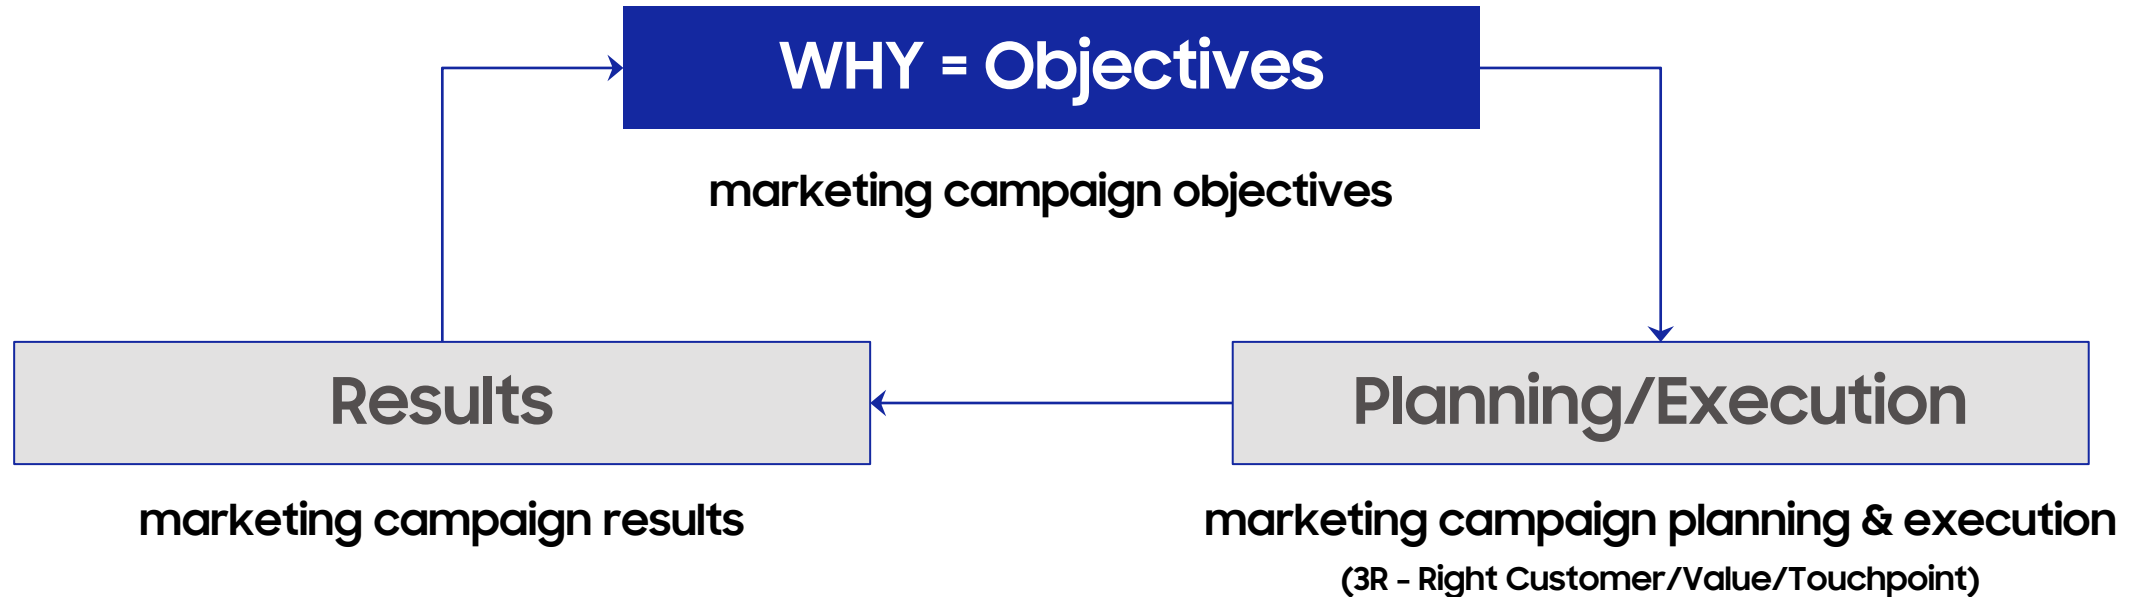 WHY = Objectives
marketing campaign objectives
Results
Planning/Execution
marketing campaign results
marketing campaign planning & execution
(3R - Right Customer/Value/Touchpoint)